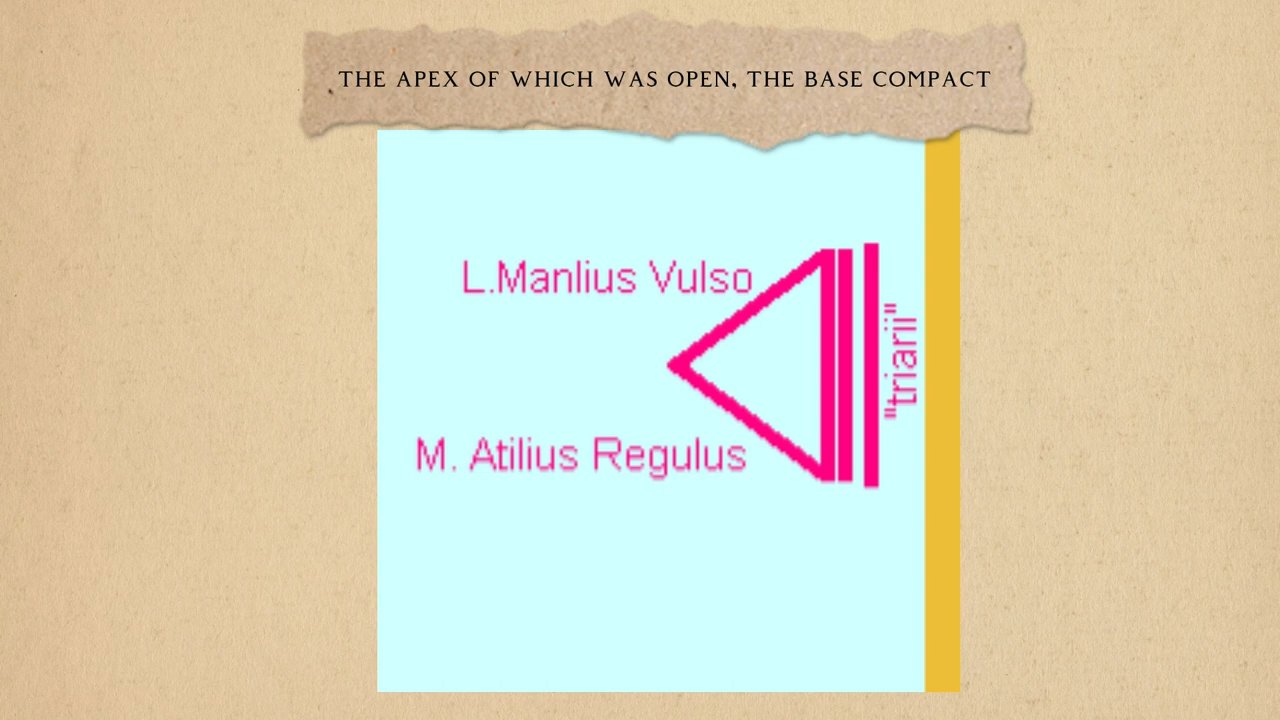 THE APEX OF WHICH WAS OPEN, THE BASE COMPACT
L.Manlius Vulso
"triarii"
M. Atilius Regulus